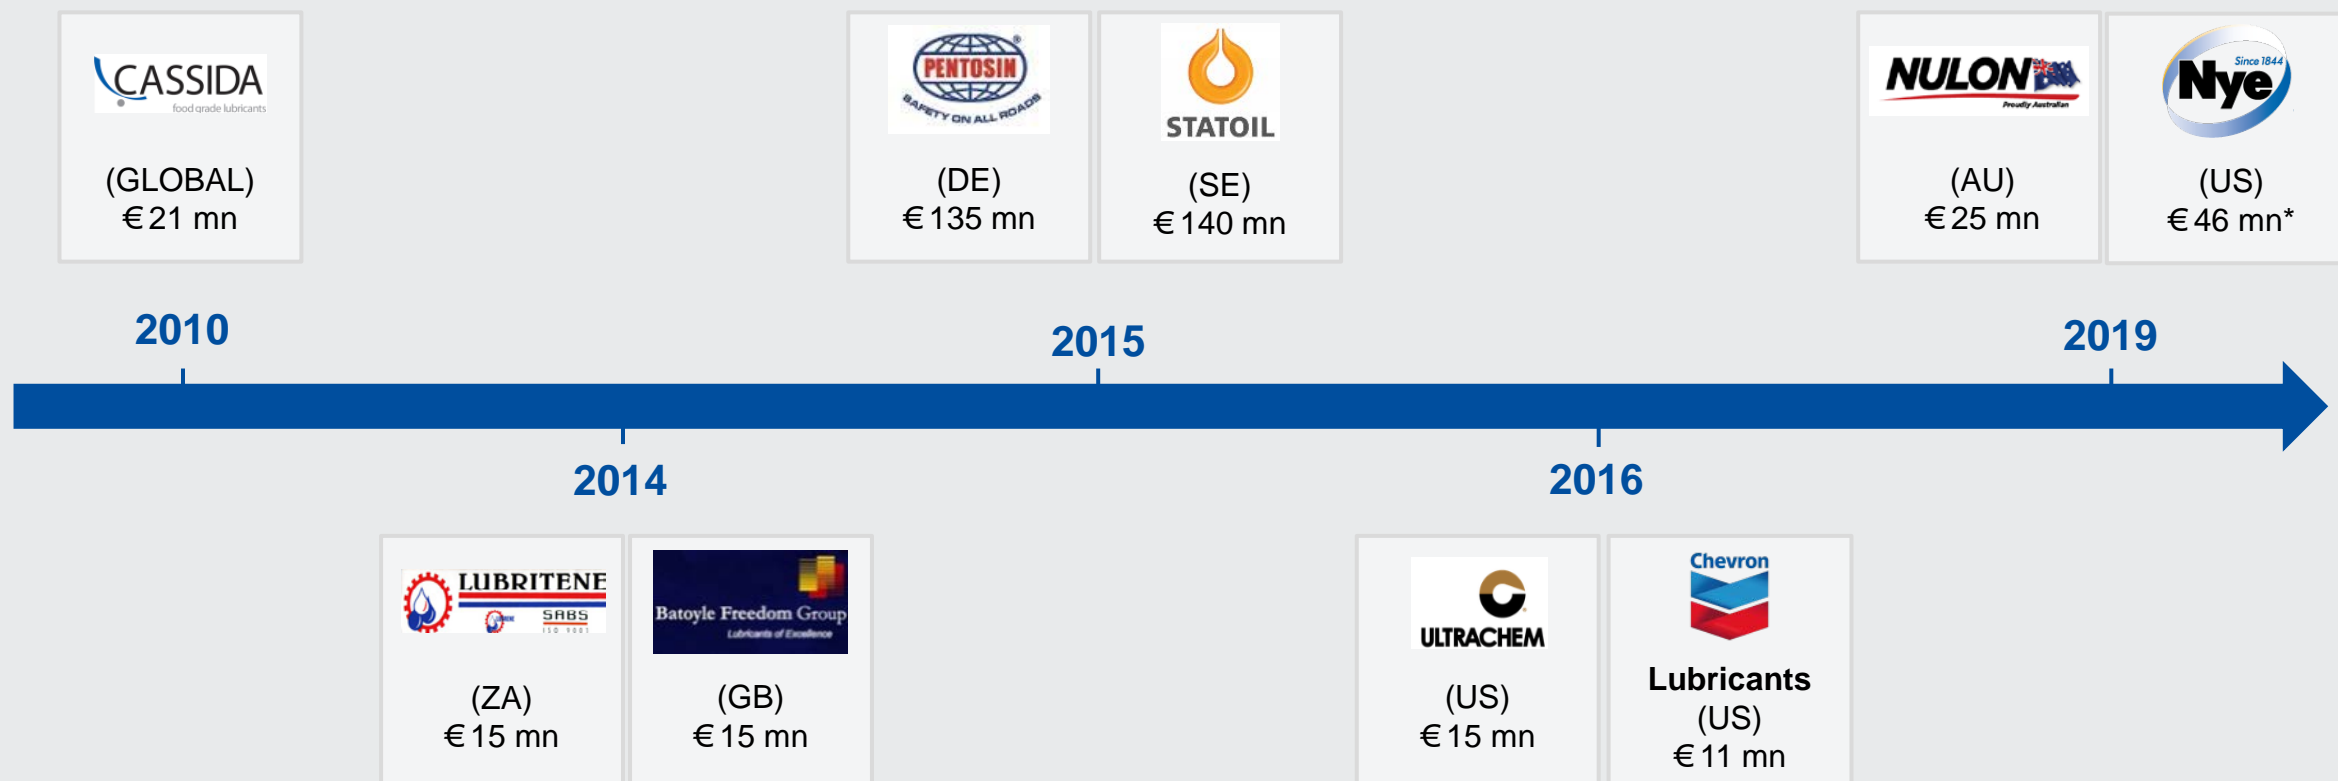 CASSIDA
food grade lubricants
(GLOBAL)
€ 21 mn
PENTOSIN®
SAFETY ON ALL ROADS
(DE)
€ 135 mn
STATOIL
(SE)
€ 140 mn
NULON
Proudly Australian
(AU)
€ 25 mn
Since 1844
Nye
(US)
€ 46 mn*
2010
2015
2019
2014
2016
LUBRITENE
SABS
ISO 9001
(ZA)
€ 15 mn
Batoyle Freedom Group
Lubricants of Excellence
(GB)
€ 15 mn
ULTRACHEM
(US)
€ 15 mn
Chevron
Lubricants
(US)
€ 11 mn